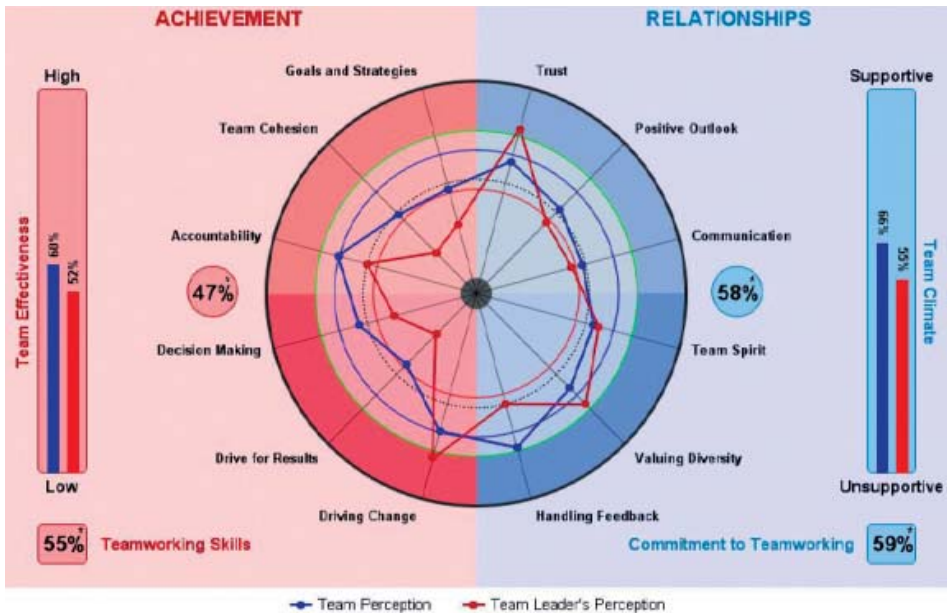 ACHIEVEMENT
RELATIONSHIPS
High
Goals and Strategies
Trust
Supportive
Team Cohesion
Positive Outlook
Accountability
Communication
Team Effectiveness
60%
52%
47%*
58%*
66%
55%
Team Climate
Decision Making
Team Spirit
Drive for Results
Valuing Diversity
Low
Unsupportive
Driving Change
Handling Feedback
55%* Teamworking Skills
Commitment to Teamworking 59%*
Team Perception
Team Leader's Perception